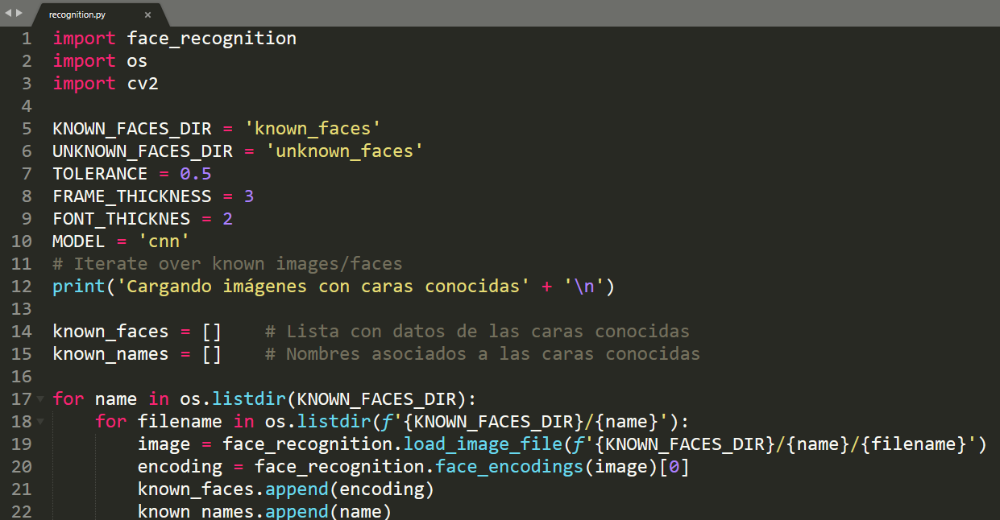 recognition.py ×
1 import face_recognition
2 import os
3 import cv2
4
5 KNOWN_FACES_DIR = 'known_faces'
6 UNKNOWN_FACES_DIR = 'unknown_faces'
7 TOLERANCE = 0.5
8 FRAME_THICKNESS = 3
9 FONT_THICKNES = 2
10 MODEL = 'cnn'
11 # Iterate over known images/faces
12 print('Cargando imágenes con caras conocidas' + '\n')
13
14 known_faces = []    # Lista con datos de las caras conocidas
15 known_names = []    # Nombres asociados a las caras conocidas
16
17 for name in os.listdir(KNOWN_FACES_DIR):
18     for filename in os.listdir(f'{KNOWN_FACES_DIR}/{name}'):
19         image = face_recognition.load_image_file(f'{KNOWN_FACES_DIR}/{name}/{filename}')
20         encoding = face_recognition.face_encodings(image)[0]
21         known_faces.append(encoding)
22         known_names.append(name)